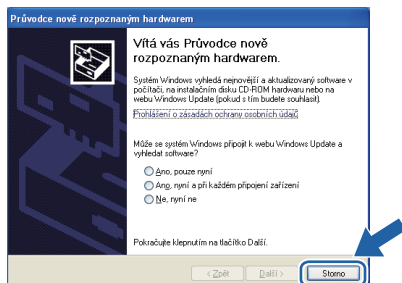 Průvodce nově rozpoznaným hardwarem
Vítá vás Průvodce nově
rozpoznaným hardwarem.
Systém Windows vyhledá nejnovější a aktualizovaný software v
počítači, na instalačním disku CD-ROM hardwaru nebo na
webu Windows Update (pokud s tím budete souhlasit).
Prohlášení o zásadách ochrany osobních údajů
Může se systém Windows připojit k webu Windows Update a
vyhledat software?
Ano, pouze nyní
Ano, nyní a při každém připojení zařízení
Ne, nyní ne
Pokračujte klepnutím na tlačítko Další.
< Zpět
Další >
Storno